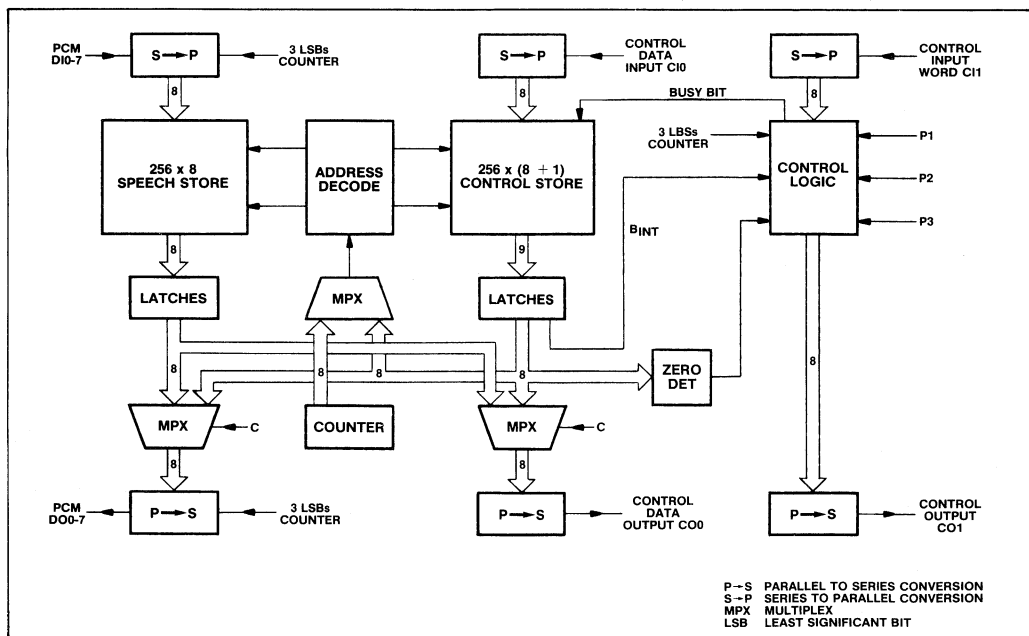 PCM
DI0-7
S→P
3 LSBs
COUNTER
S→P
CONTROL
DATA
INPUT CI0
S→P
CONTROL
INPUT
WORD CI1
8
8
8
BUSY BIT
256 x 8
SPEECH STORE
ADDRESS
DECODE
256 x (8 + 1)
CONTROL STORE
3 LBSs
COUNTER
CONTROL
LOGIC
P1
P2
P3
BINT
8
9
LATCHES
MPX
LATCHES
8
8
8
8
8
ZERO
DET
MPX
C
COUNTER
MPX
C
8
8
PCM
DO0-7
P→S
3 LSBs
COUNTER
P→S
CONTROL
DATA
OUTPUT CO0
P→S
CONTROL
OUTPUT
CO1
P→S PARALLEL TO SERIES CONVERSION
S→P SERIES TO PARALLEL CONVERSION
MPX MULTIPLEX
LSB LEAST SIGNIFICANT BIT